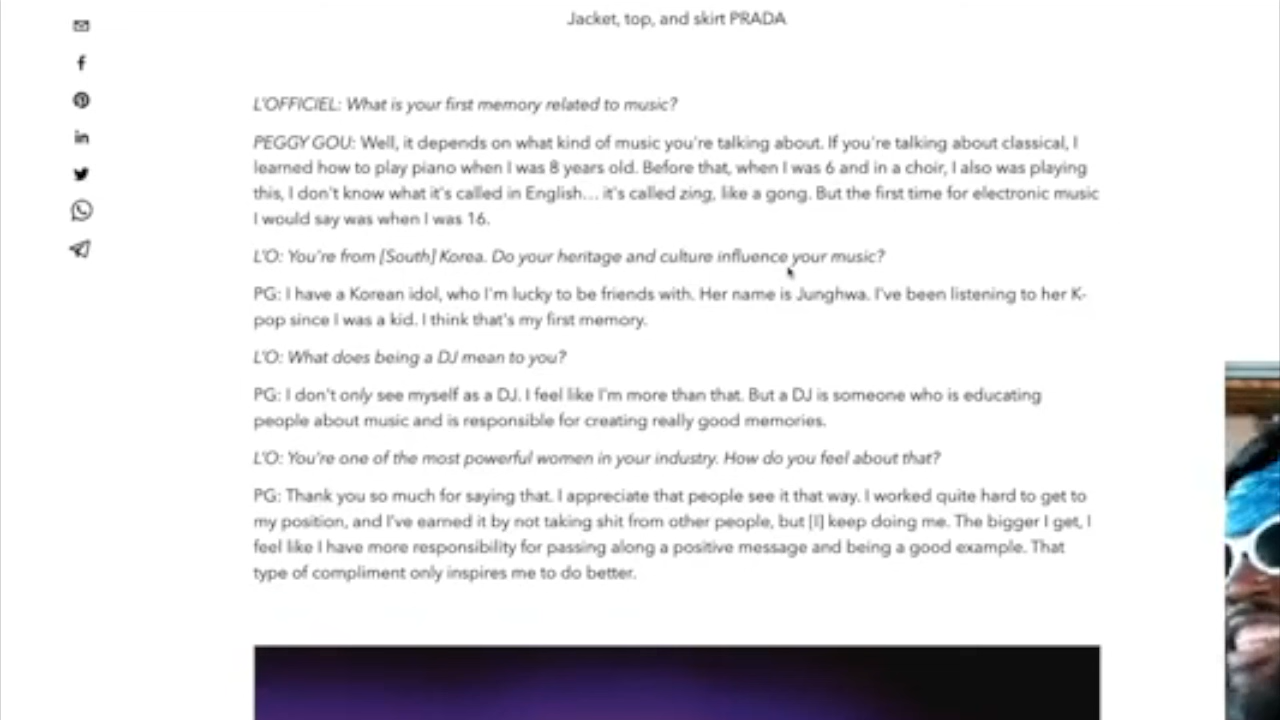 Jacket, top, and skirt PRADA
L'OFFICIEL: What is your first memory related to music?
PEGGY GOU: Well, it depends on what kind of music you're talking about. If you're talking about classical, I
learned how to play piano when I was 8 years old. Before that, when I was 6 and in a choir, I also was playing
this, I don't know what it's called in English... it's called zing, like a gong. But the first time for electronic music
I would say was when I was 16.
L'O: You're from [South] Korea. Do your heritage and culture influence your music?
PG: I have a Korean idol, who I'm lucky to be friends with. Her name is Junghwa. I've been listening to her K-
pop since I was a kid. I think that's my first memory.
L'O: What does being a DJ mean to you?
PG: I don't only see myself as a DJ. I feel like I'm more than that. But a DJ is someone who is educating
people about music and is responsible for creating really good memories.
L'O: You're one of the most powerful women in your industry. How do you feel about that?
PG: Thank you so much for saying that. I appreciate that people see it that way. I worked quite hard to get to
my position, and I've earned it by not taking shit from other people, but [I] keep doing me. The bigger I get, I
feel like I have more responsibility for passing along a positive message and being a good example. That
type of compliment only inspires me to do better.